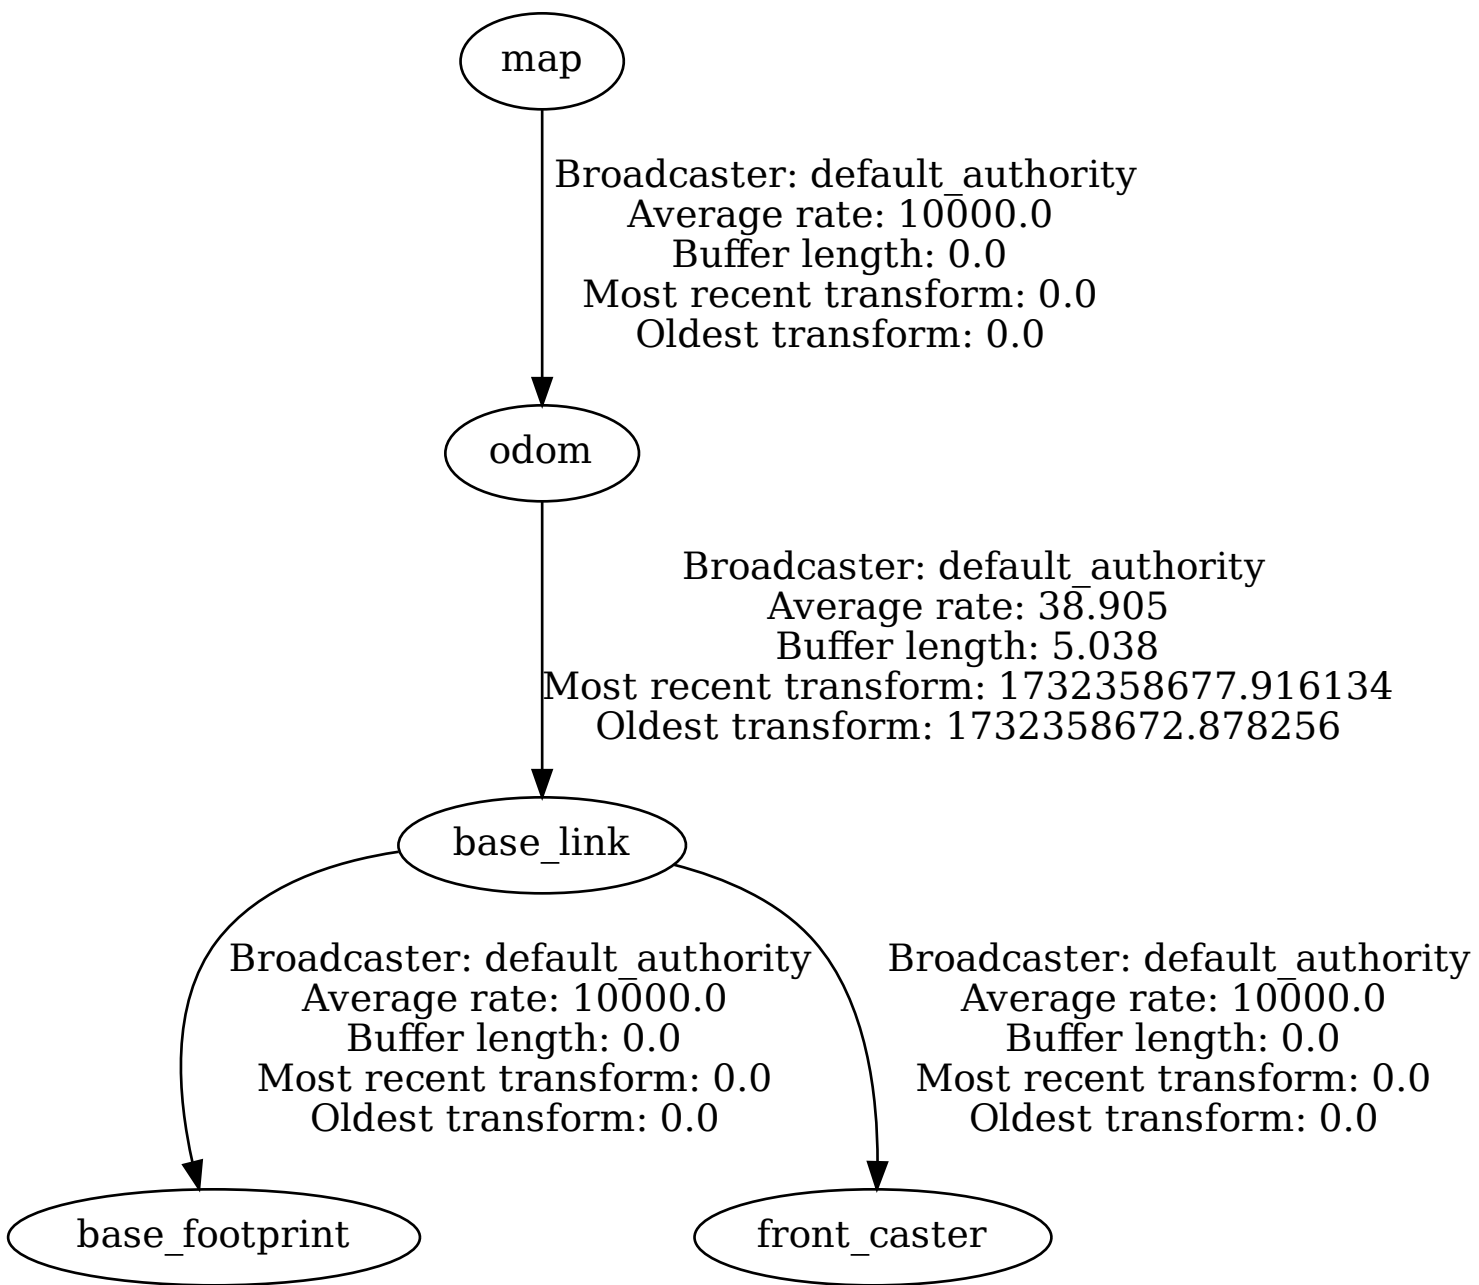 map
Broadcaster: default_authority
Average rate: 10000.0
Buffer length: 0.0
Most recent transform: 0.0
Oldest transform: 0.0
odom
Broadcaster: default_authority
Average rate: 38.905
Buffer length: 5.038
Most recent transform: 1732358677.916134
Oldest transform: 1732358672.878256
base_link
Broadcaster: default_authority
Average rate: 10000.0
Buffer length: 0.0
Most recent transform: 0.0
Oldest transform: 0.0
Broadcaster: default_authority
Average rate: 10000.0
Buffer length: 0.0
Most recent transform: 0.0
Oldest transform: 0.0
base_footprint
front_caster